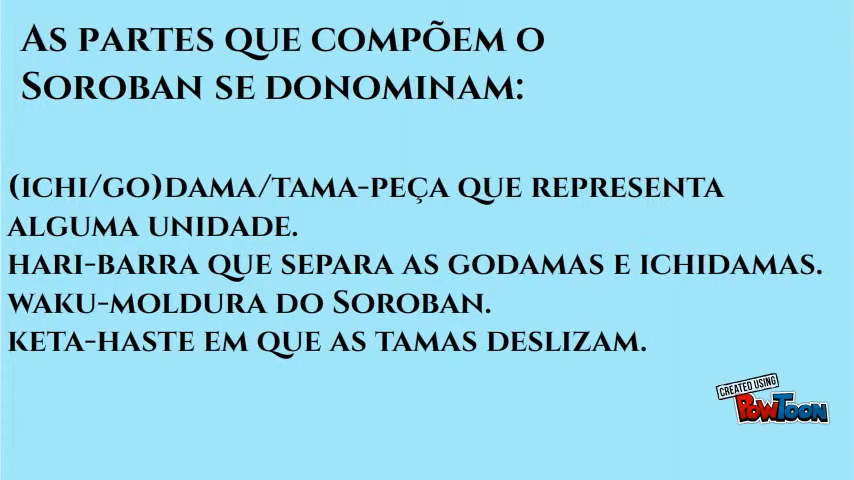 As partes que compõem o
Soroban se donominam:
(ichi/go)dama/tama-peça que representa
alguma unidade.
hari-barra que separa as godamas e ichidamas.
waku-moldura do Soroban.
keta-haste em que as tamas deslizam.
CREATED USING
PowToon